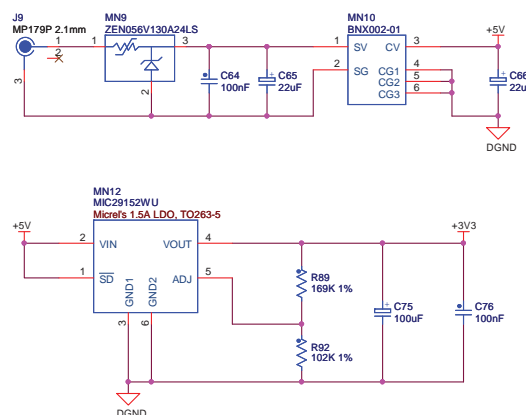 J9
MP179P 2.1mm
1
2
3
MN9
ZEN056V130A24LS
1
3
2
C64
100nF
+
C65
22uF
MN10
BNX002-01
1
SV
CV
3
2
SG
CG1
4
CG2
5
CG3
6
+5V
+
C66
22u
DGND
MN12
MIC29152WU
Micrel's 1.5A LDO, TO263-5
+5V
2
VIN
VOUT
4
1
SD
ADJ
5
GND1
GND2
3
6
DGND
R89
169K 1%
R92
102K 1%
+
C75
100uF
C76
100nF
+3V3